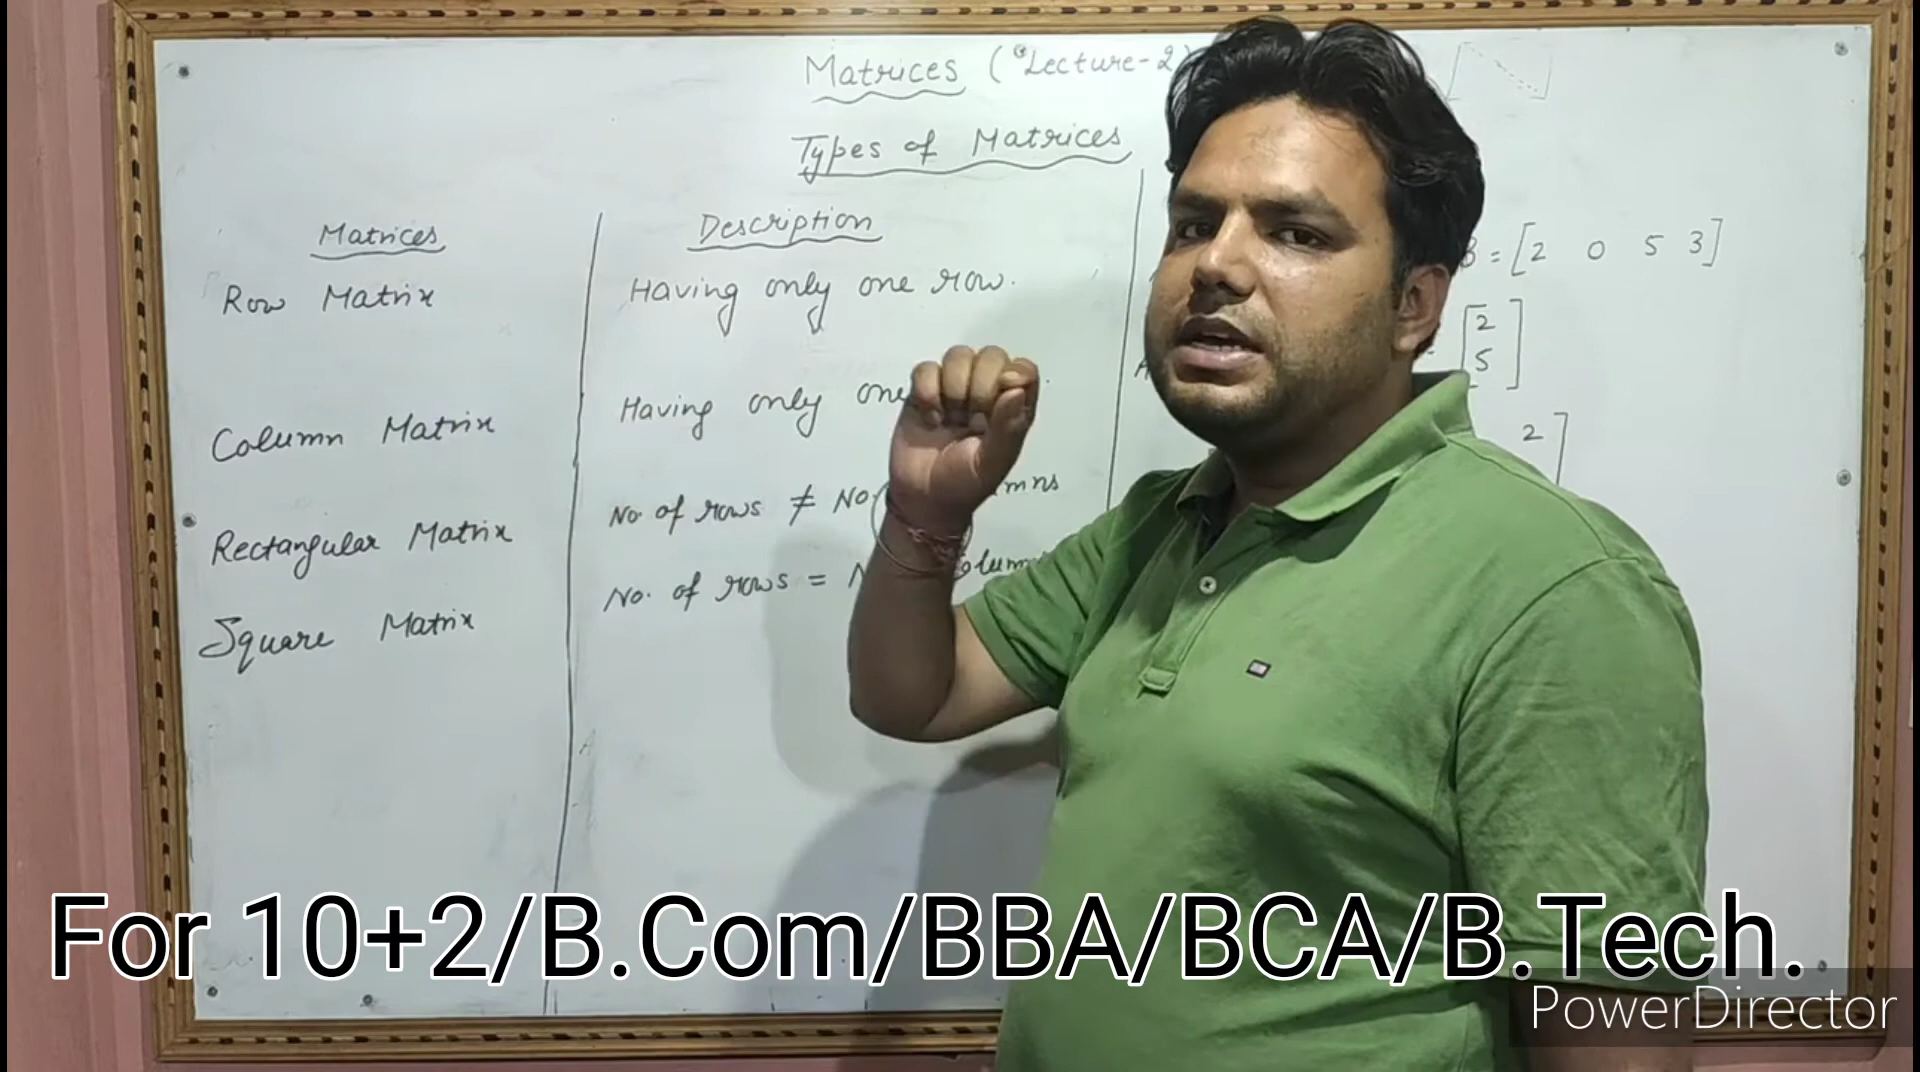 Matrices (Lecture-2)
Types of Matrices
Matrices Description
Row Matrix Having only one row. B = [2 0 5 3]
Column Matrix Having only one
2
5
2
Rectangular Matrix No. of rows ≠ No.
Square Matrix No. of rows =
For 10+2/B.Com/BBA/BCA/B.Tech.
PowerDirector